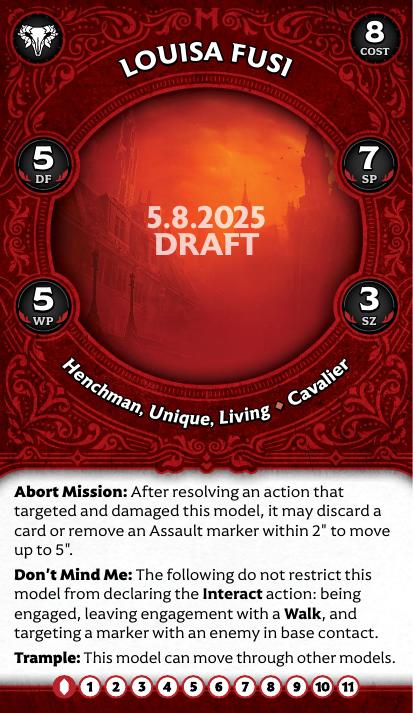 8
COST
LOUISA FUSI
5
DF
7
SP
5.8.2025
DRAFT
5
WP
3
SZ
Henchman, Unique, Living ♦ Cavalier
Abort Mission: After resolving an action that
targeted and damaged this model, it may discard a
card or remove an Assault marker within 2" to move
up to 5".
Don't Mind Me: The following do not restrict this
model from declaring the Interact action: being
engaged, leaving engagement with a Walk, and
targeting a marker with an enemy in base contact.
Trample: This model can move through other models.
1 2 3 4 5 6 7 8 9 10 11